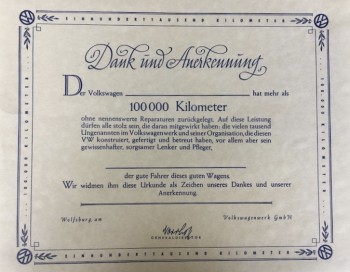 EINHUNDERTTAUSEND KILOMETER
Dank und Anerkennung
Der Volkswagen hat mehr als
100 000 Kilometer
ohne nennenswerte Reparaturen zurückgelegt. Auf diese Leistung
dürfen alle stolz sein, die daran mitgewirkt haben: die vielen tausend
Ungenannten im Volkswagenwerk und seiner Organisation, die diesen
VW konstruiert, gefertigt und betreut haben, vor allem aber sein
gewissenhafter, sorgsamer Lenker und Pfleger,
der gute Fahrer dieses guten Wagens.
Wir widmen ihm diese Urkunde als Zeichen unseres Dankes und unserer
Anerkennung.
Wolfsburg, am Volkswagenwerk GmbH
GENERALDIREKTOR
EINHUNDERTTAUSEND KILOMETER